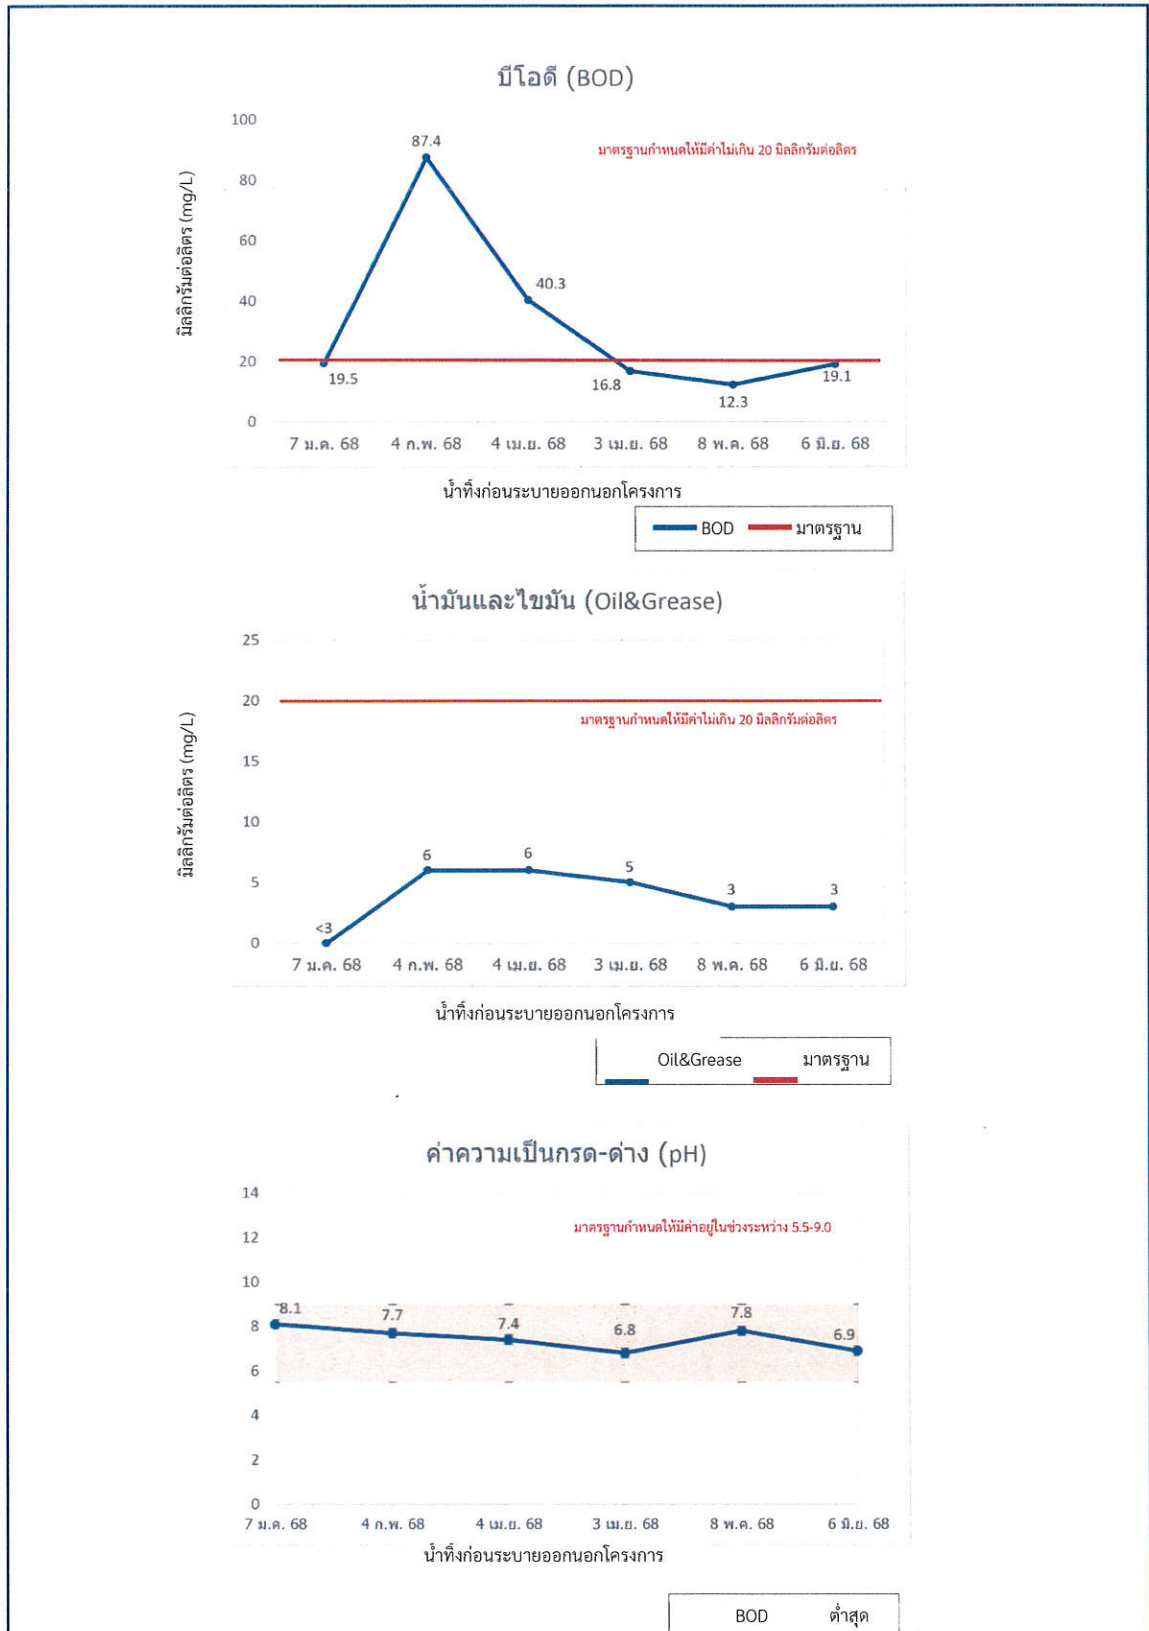 บีโอดี (BOD)
มาตรฐานกำหนดให้มีค่าไม่เกิน 20 มิลลิกรัมต่อลิตร
มิลลิกรัมต่อลิตร (mg/L)
100
80
60
40
20
0
19.5
87.4
40.3
16.8
12.3
19.1
7 ม.ค. 68 4 ก.พ. 68 4 เม.ย. 68 3 เม.ย. 68 8 พ.ค. 68 6 มิ.ย. 68
น้ำทิ้งก่อนระบายออกนอกโครงการ
BOD มาตรฐาน
น้ำมันและไขมัน (Oil&Grease)
มิลลิกรัมต่อลิตร (mg/L)
25
20
15
10
5
0
มาตรฐานกำหนดให้มีค่าไม่เกิน 20 มิลลิกรัมต่อลิตร
<3
6
6
5
3
3
7 ม.ค. 68 4 ก.พ. 68 4 เม.ย. 68 3 เม.ย. 68 8 พ.ค. 68 6 มิ.ย. 68
น้ำทิ้งก่อนระบายออกนอกโครงการ
Oil&Grease มาตรฐาน
ค่าความเป็นกรด-ด่าง (pH)
มาตรฐานกำหนดให้มีค่าอยู่ในช่วงระหว่าง 5.5-9.0
14
12
10
8
6
4
2
0
8.1
7.7
7.4
6.8
7.8
6.9
7 ม.ค. 68 4 ก.พ. 68 4 เม.ย. 68 3 เม.ย. 68 8 พ.ค. 68 6 มิ.ย. 68
น้ำทิ้งก่อนระบายออกนอกโครงการ
BOD ต่ำสุด